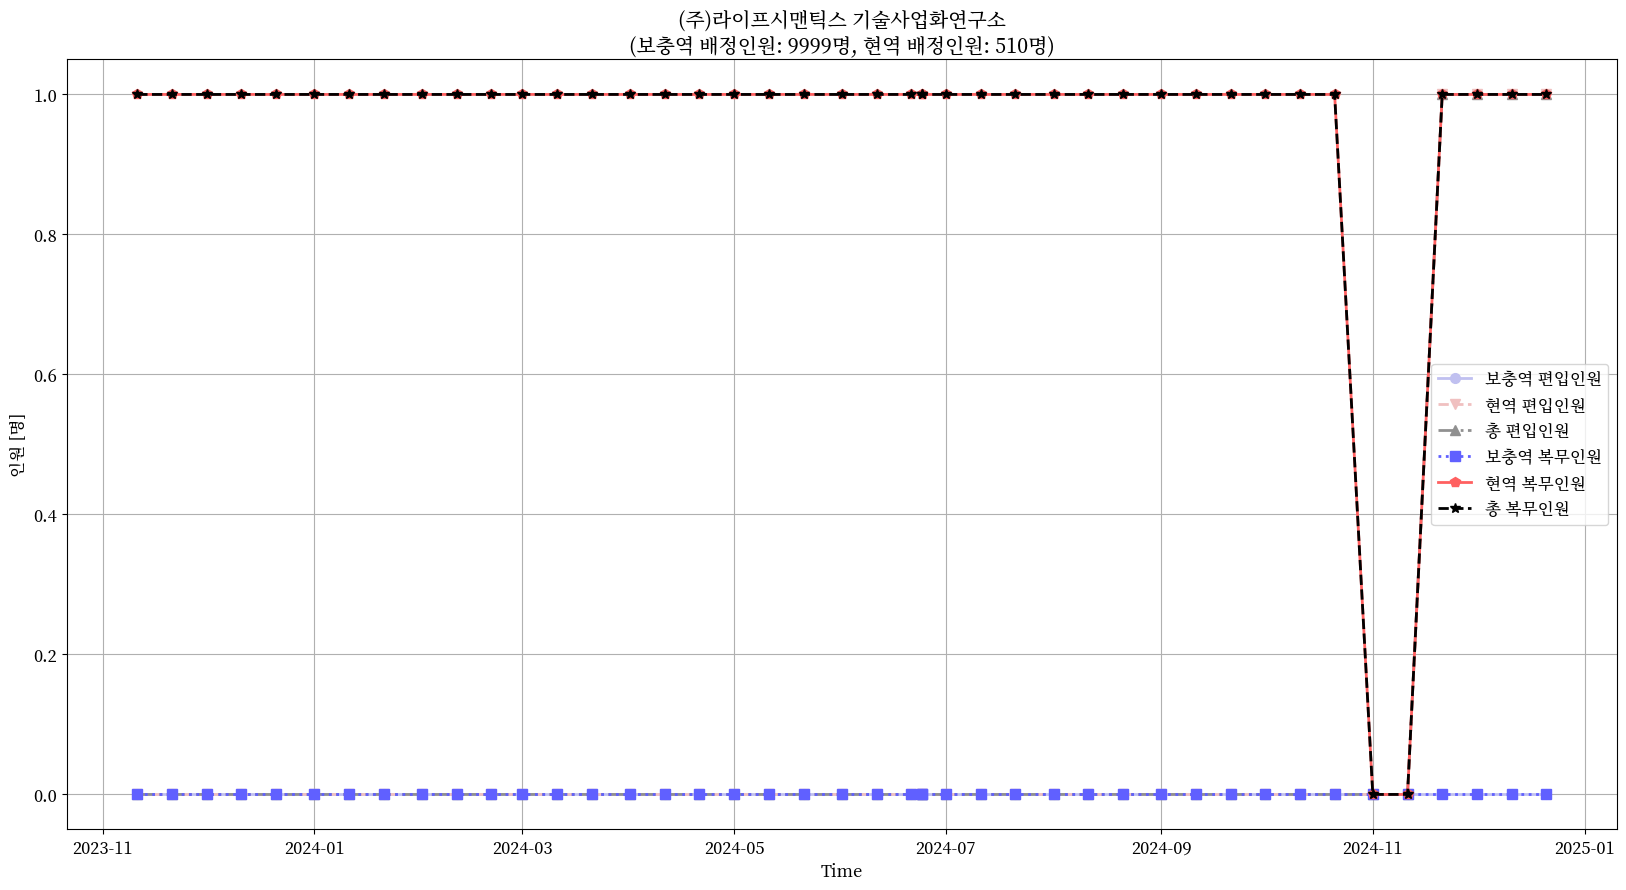 (주)라이프시맨틱스 기술사업화연구소
(보충역 배정인원: 9999명, 현역 배정인원: 510명)
1.0
0.8
0.6
0.4
0.2
0.0
인원 [명]
보충역 편입인원
현역 편입인원
총 편입인원
보충역 복무인원
현역 복무인원
총 복무인원
2023-11
2024-01
2024-03
2024-05
2024-07
2024-09
2024-11
2025-01
Time